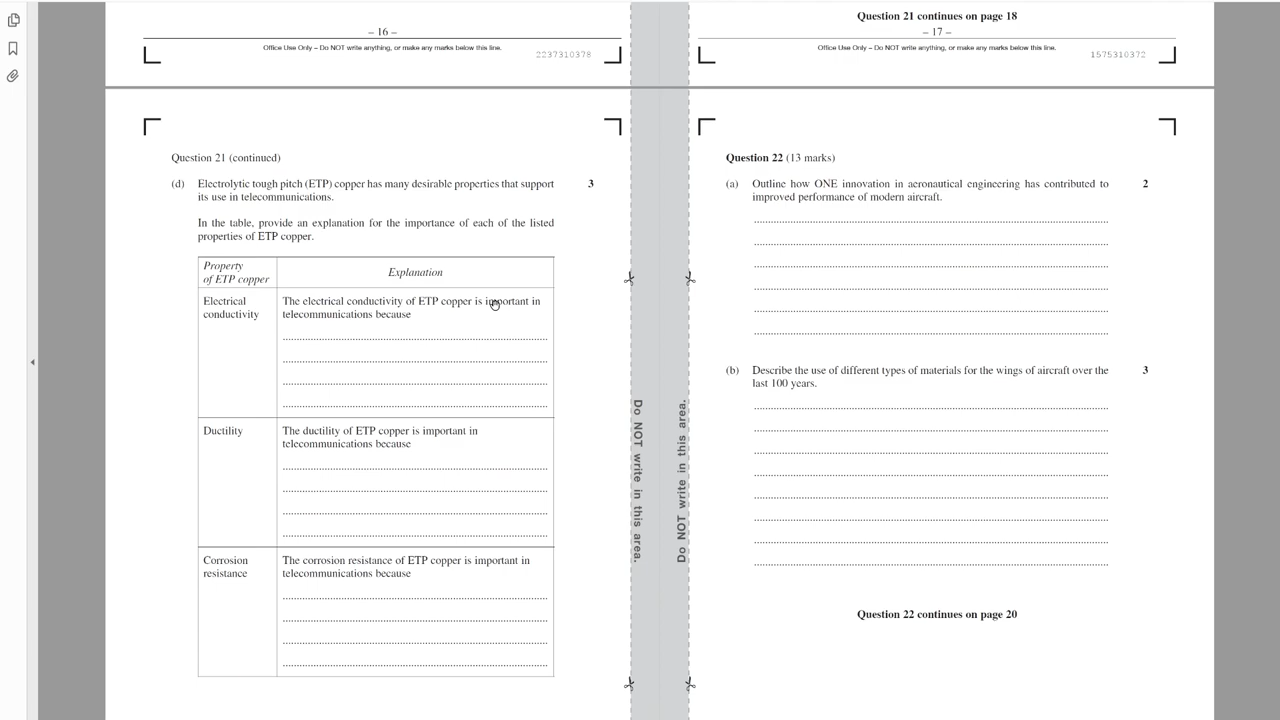 – 16 –
Office Use Only – Do NOT write anything, or make any marks below this line.
2237310378
Question 21 continues on page 18
– 17 –
Office Use Only – Do NOT write anything, or make any marks below this line.
1575310372
Question 21 (continued)
(d) Electrolytic tough pitch (ETP) copper has many desirable properties that support 3
its use in telecommunications.
In the table, provide an explanation for the importance of each of the listed
properties of ETP copper.
Property
of ETP copper
Explanation
Electrical
conductivity
The electrical conductivity of ETP copper is important in
telecommunications because
Ductility
The ductility of ETP copper is important in
telecommunications because
Corrosion
resistance
The corrosion resistance of ETP copper is important in
telecommunications because
Do NOT write in this area.
Do NOT write in this area.
Question 22 (13 marks)
(a) Outline how ONE innovation in aeronautical engineering has contributed to 2
improved performance of modern aircraft.
(b) Describe the use of different types of materials for the wings of aircraft over the 3
last 100 years.
Question 22 continues on page 20